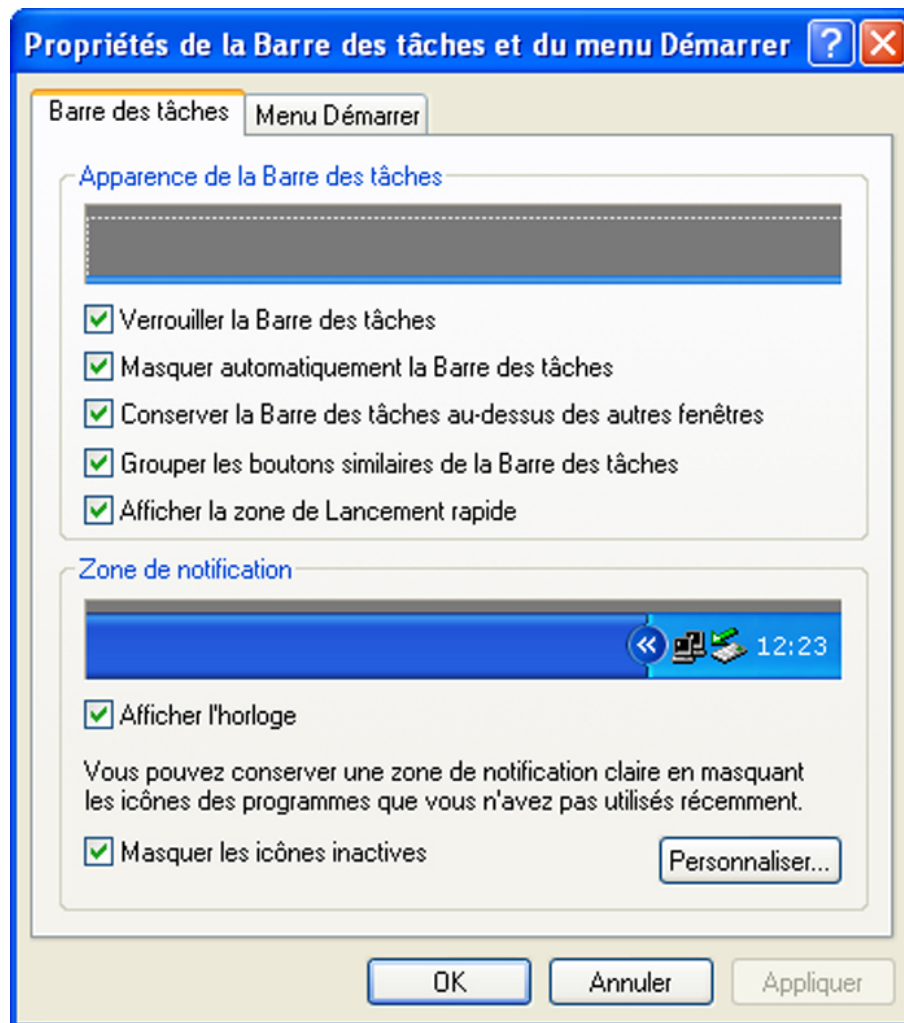 Propriétés de la Barre des tâches et du menu Démarrer
Barre des tâches
Menu Démarrer
Apparence de la Barre des tâches
Verrouiller la Barre des tâches
Masquer automatiquement la Barre des tâches
Conserver la Barre des tâches au-dessus des autres fenêtres
Grouper les boutons similaires de la Barre des tâches
Afficher la zone de Lancement rapide
Zone de notification
12:23
Afficher l'horloge
Vous pouvez conserver une zone de notification claire en masquant
les icônes des programmes que vous n'avez pas utilisés récemment.
Masquer les icônes inactives
Personnaliser...
OK
Annuler
Appliquer